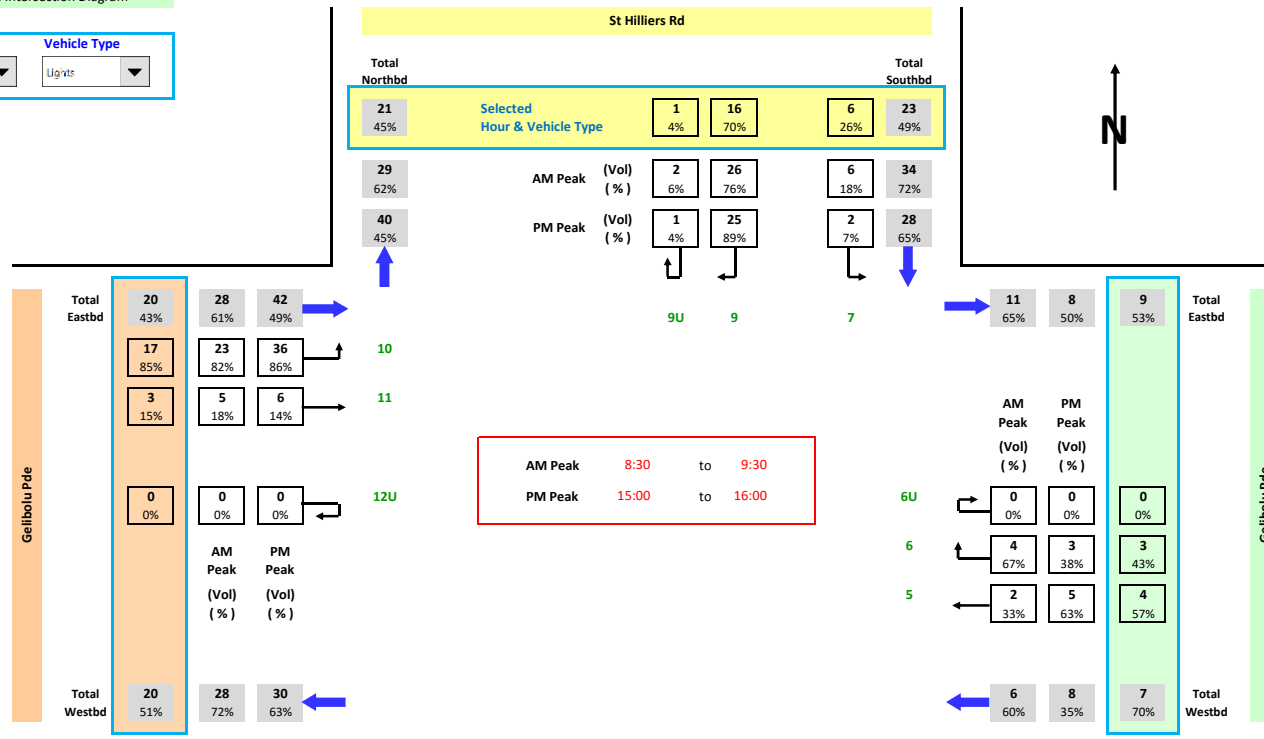 Intersection Diagram
St Hilliers Rd
Vehicle Type
Lights
Total
Northbd
Total
Southbd
21
45%
Selected
Hour & Vehicle Type
1
4%
16
70%
6
26%
23
49%
29
62%
AM Peak
(Vol)
( % )
2
6%
26
76%
6
18%
34
72%
40
45%
PM Peak
(Vol)
( % )
1
4%
25
89%
2
7%
28
65%
N
9U 9 7
Total
Eastbd
20
43%
28
61%
42
49%
17
85%
23
82%
36
86%
10
3
15%
5
18%
6
14%
11
0
0%
0
0%
0
0%
12U
AM
Peak
(Vol)
( % )
PM
Peak
(Vol)
( % )
Gelibolu Pde
Total
Westbd
20
51%
28
72%
30
63%
AM Peak 8:30 to 9:30
PM Peak 15:00 to 16:00
11
65%
8
50%
9
53%
Total
Eastbd
AM
Peak
(Vol)
( % )
PM
Peak
(Vol)
( % )
6U
0
0%
0
0%
0
0%
6
4
67%
3
38%
3
43%
5
2
33%
5
63%
4
57%
6
60%
8
35%
7
70%
Total
Westbd
Gelibolu Pde